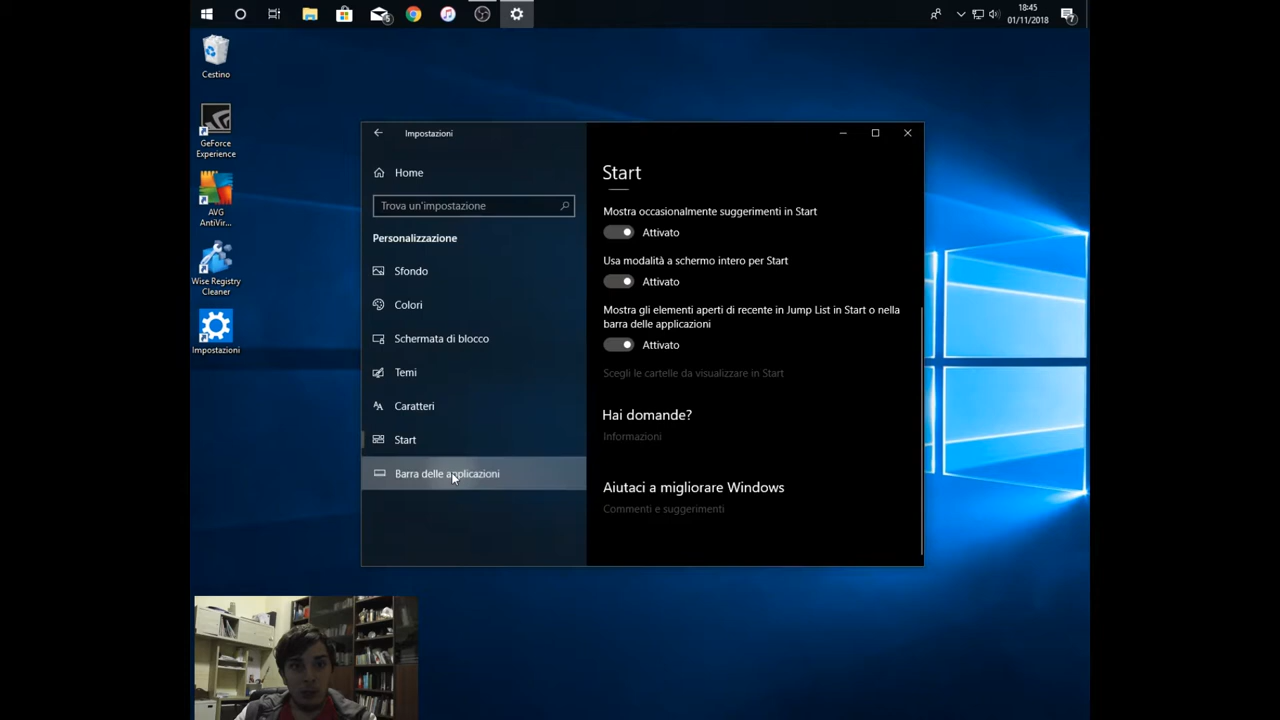 5
18:45
01/11/2018
7
Cestino
GeForce
Experience
AVG
AntiVir...
Wise Registry
Cleaner
Impostazioni
Impostazioni
Home
Trova un'impostazione
Personalizzazione
Sfondo
Colori
Schermata di blocco
Temi
Caratteri
Start
Barra delle applicazioni
Start
Mostra occasionalmente suggerimenti in Start
Attivato
Usa modalità a schermo intero per Start
Attivato
Mostra gli elementi aperti di recente in Jump List in Start o nella
barra delle applicazioni
Attivato
Scegli le cartelle da visualizzare in Start
Hai domande?
Informazioni
Aiutaci a migliorare Windows
Commenti e suggerimenti